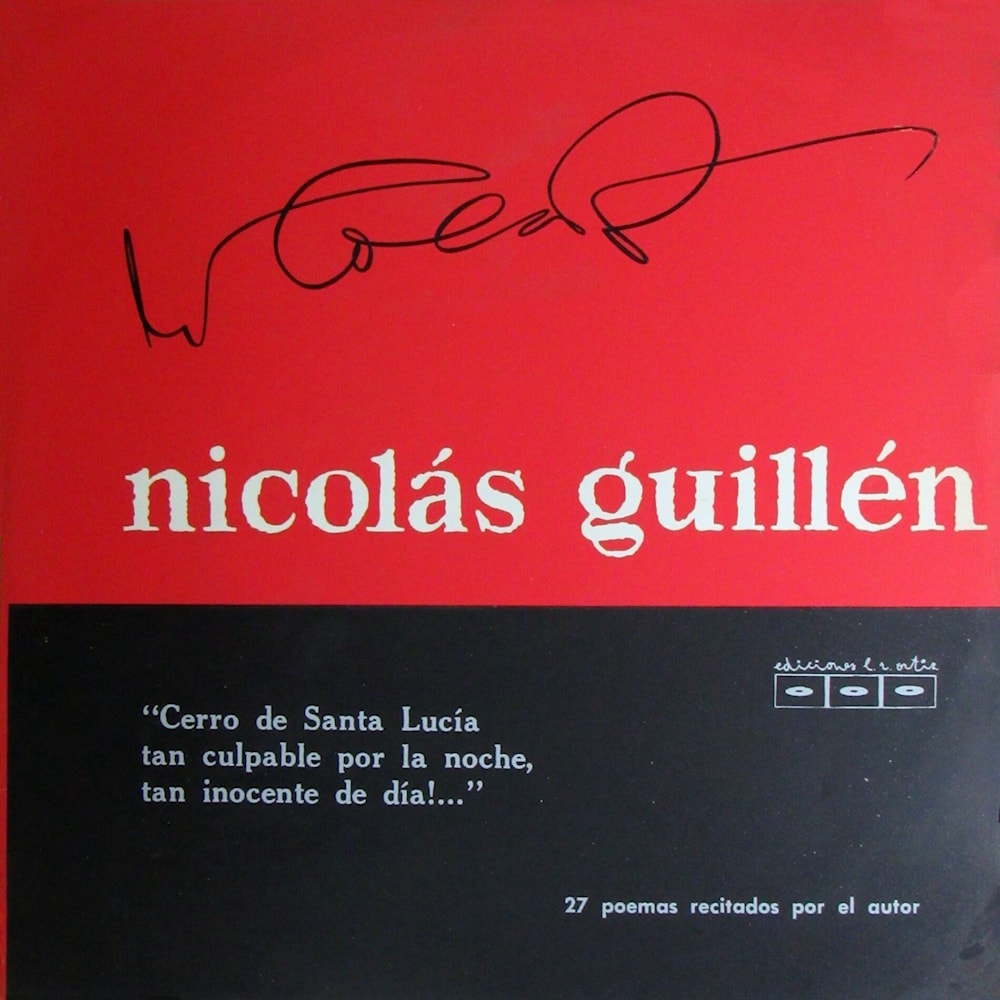 nicolás guillén
ediciones l. r. ortiz
“Cerro de Santa Lucía
tan culpable por la noche,
tan inocente de día!...”
27 poemas recitados por el autor